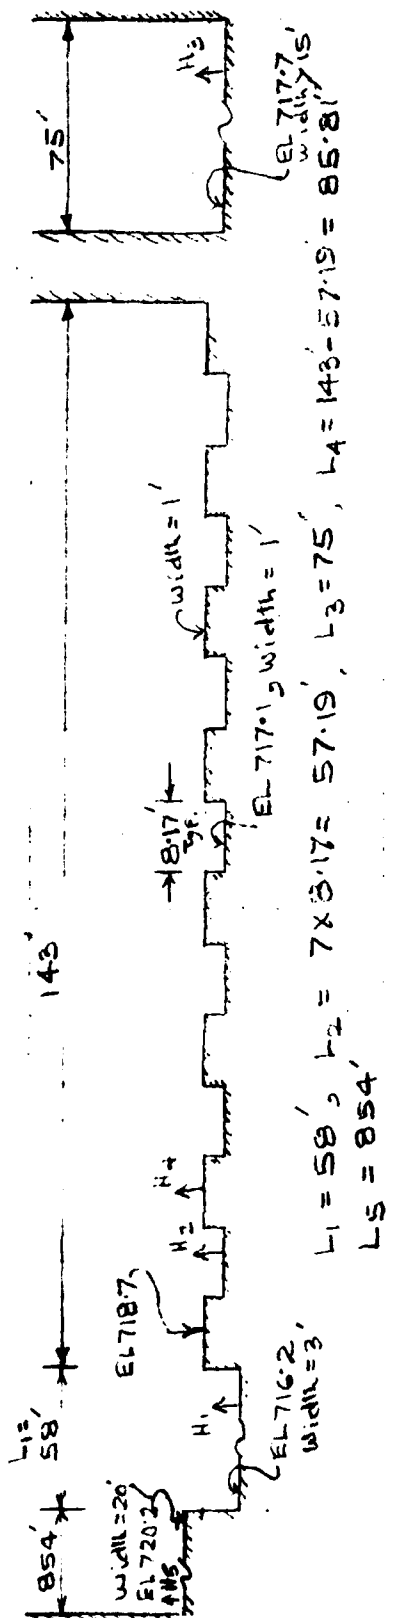 854'
L1 = 58'
143'
75'
Width = 20'
EL 720.2
H5
H1
EL 716.2
Width = 3'
EL 718.7
H2
H4
8.17'
Typ.
EL 717.1, Width = 1'
Width = 1'
H3
EL 717.7
Width > 15'
L1 = 58', L2 = 7 x 8.17 = 57.19', L3 = 75', L4 = 143' - 57.19' = 85.81'
L5 = 854'